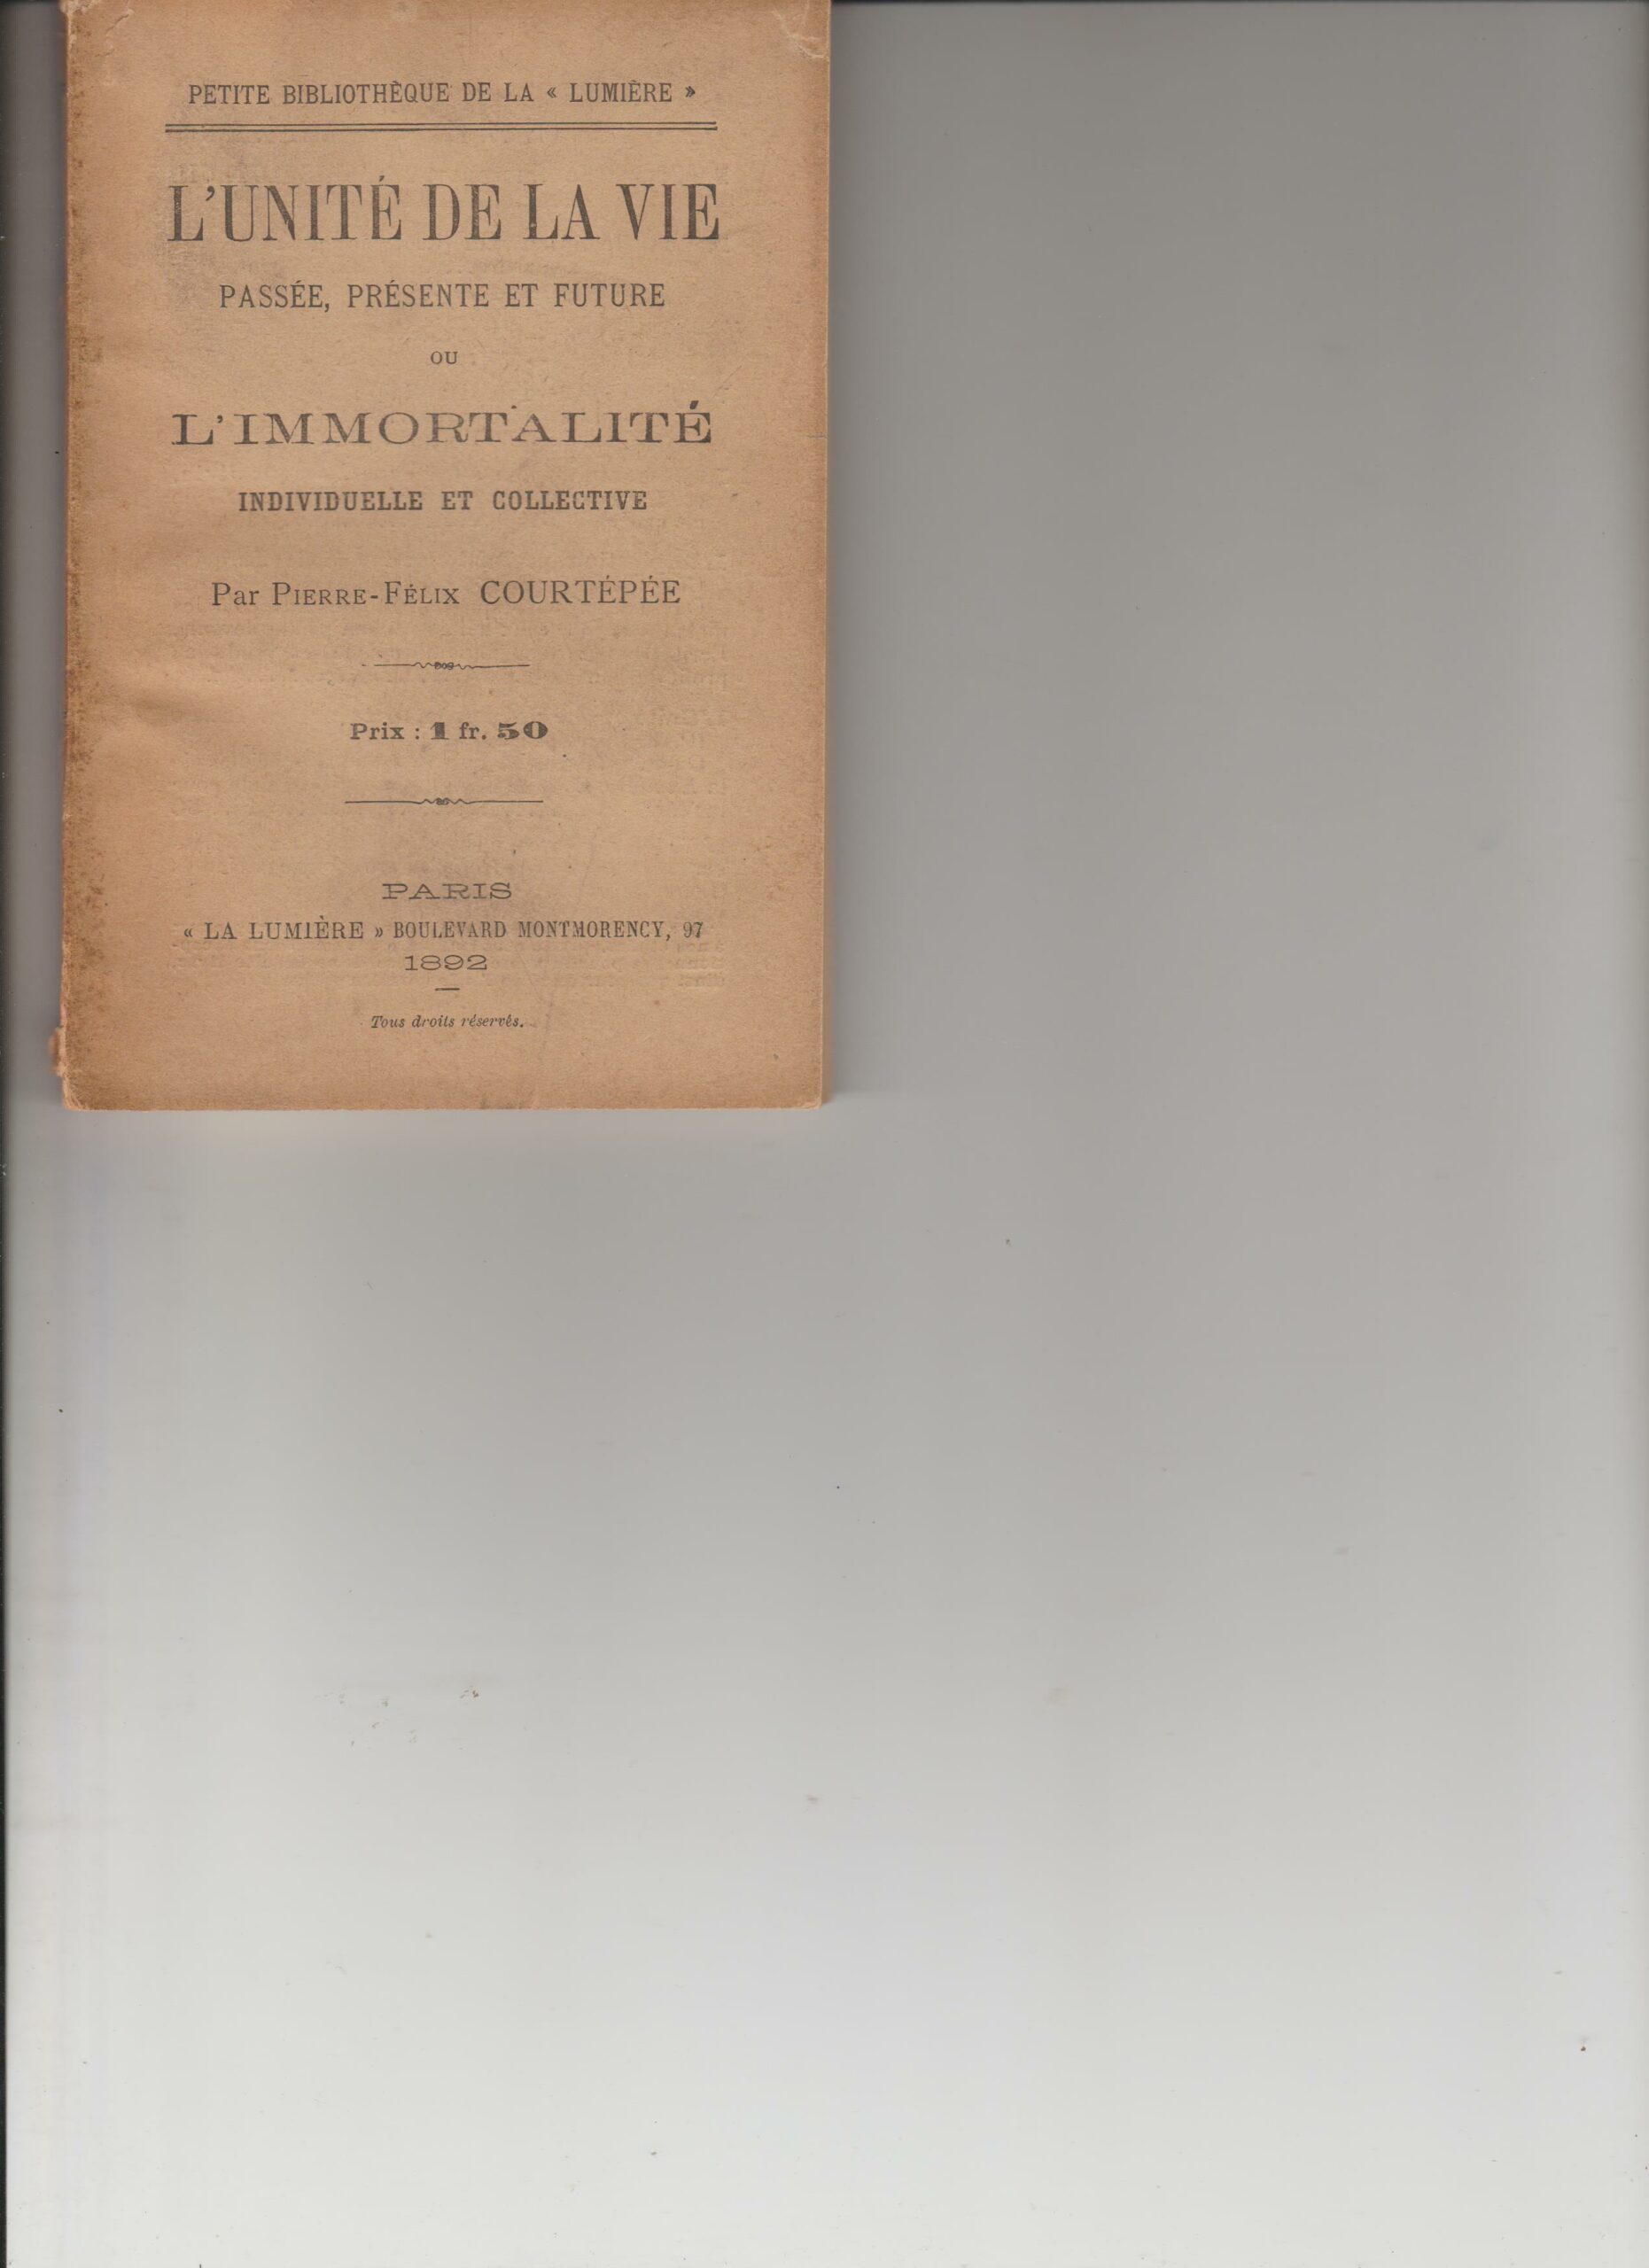 PETITE BIBLIOTHÈQUE DE LA « LUMIÈRE »
L'UNITÉ DE LA VIE
PASSÉE, PRÉSENTE ET FUTURE
OU
L'IMMORTALITÉ
INDIVIDUELLE ET COLLECTIVE
Par PIERRE-FÉLIX COURTÉPÉE
Prix : 1 fr. 50
PARIS
« LA LUMIÈRE » BOULEVARD MONTMORENCY, 97
1892
Tous droits réservés.